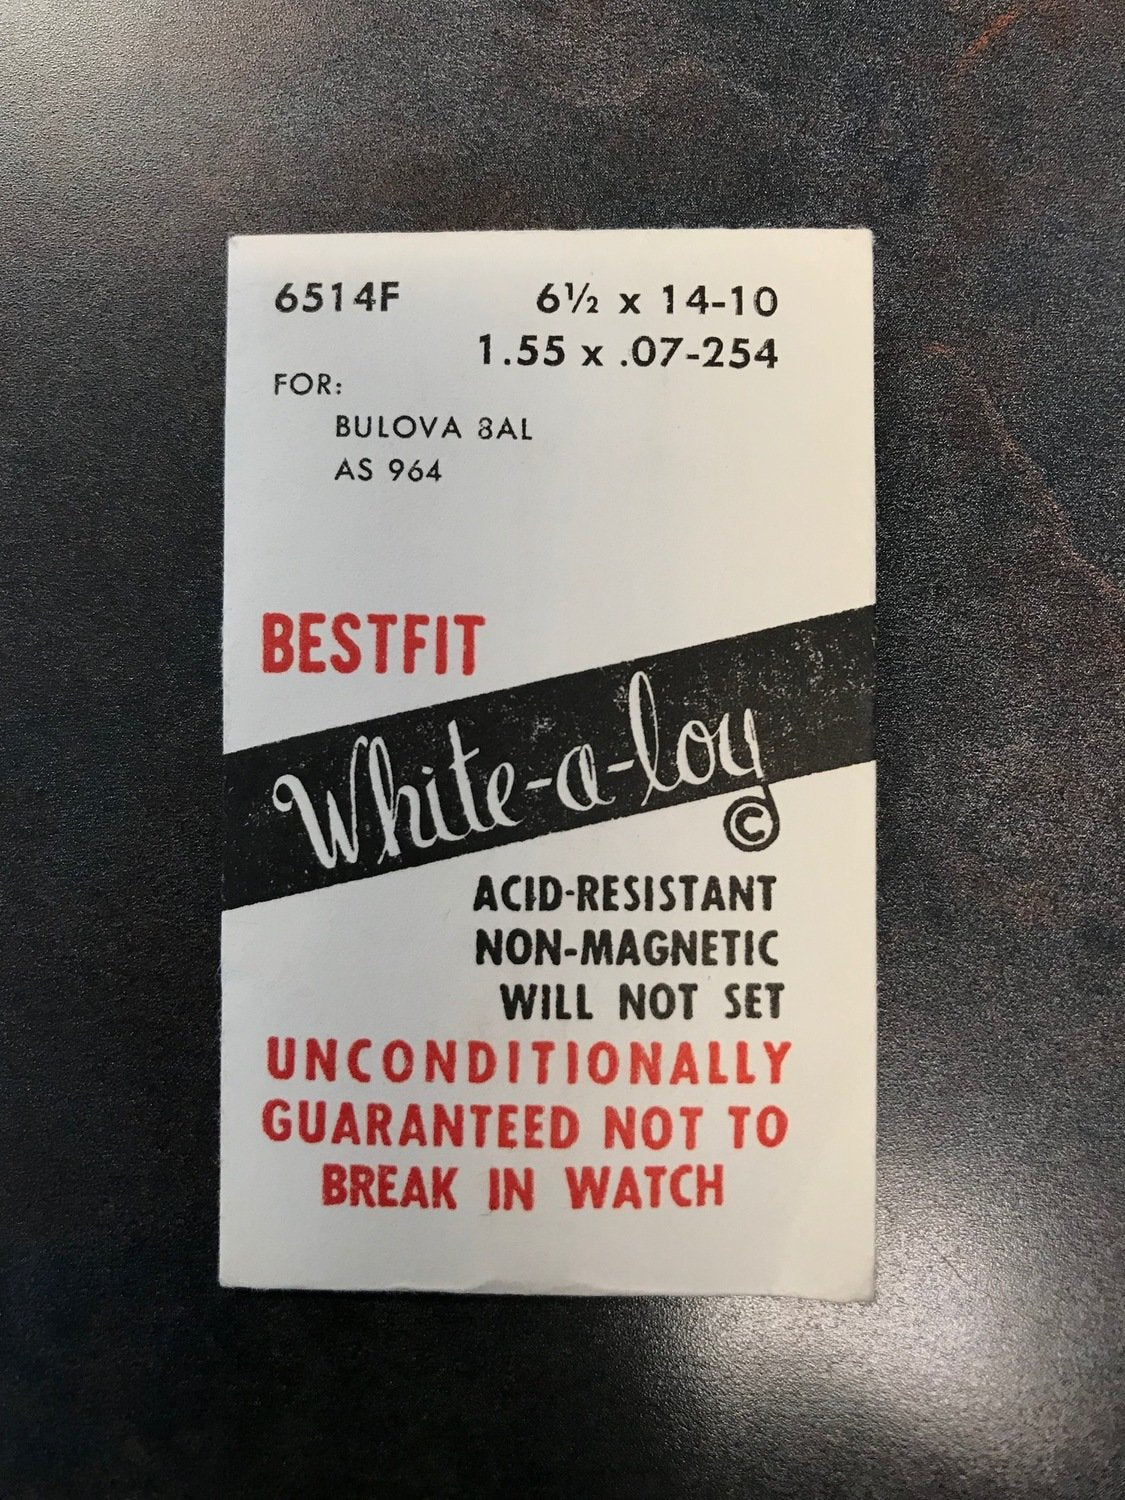 6514F 6½ x 14-10
1.55 x .07-254
FOR:
BULOVA 8AL
AS 964
BESTFIT
White-a-loy
©
ACID-RESISTANT
NON-MAGNETIC
WILL NOT SET
UNCONDITIONALLY
GUARANTEED NOT TO
BREAK IN WATCH